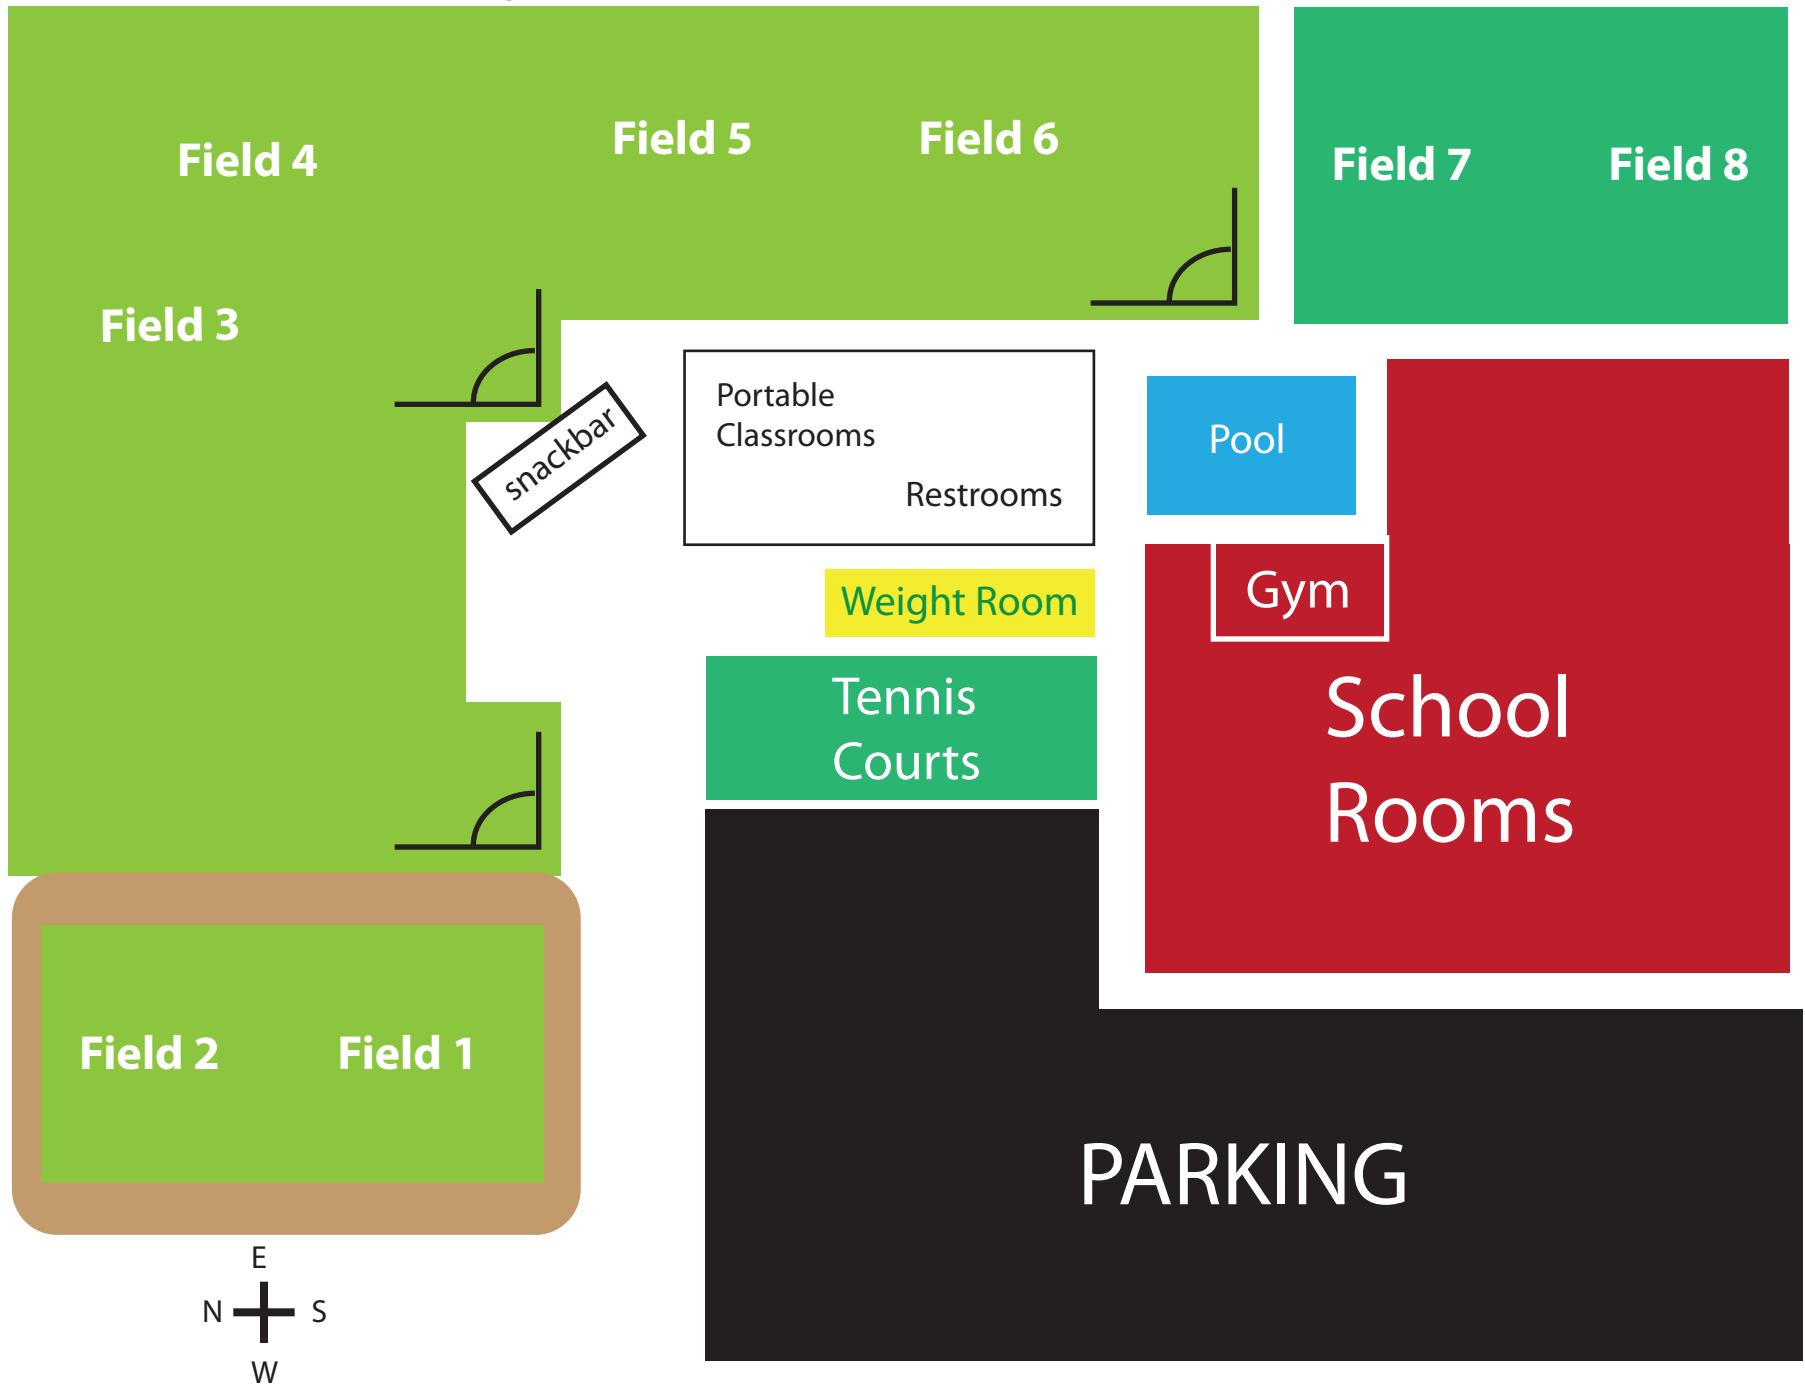 Field 4
Field 5
Field 6
Field 7
Field 8
Field 3
snackbar
Portable
Classrooms
Restrooms
Pool
Weight Room
Gym
Tennis
Courts
School
Rooms
Field 2
Field 1
PARKING
E
N
S
W